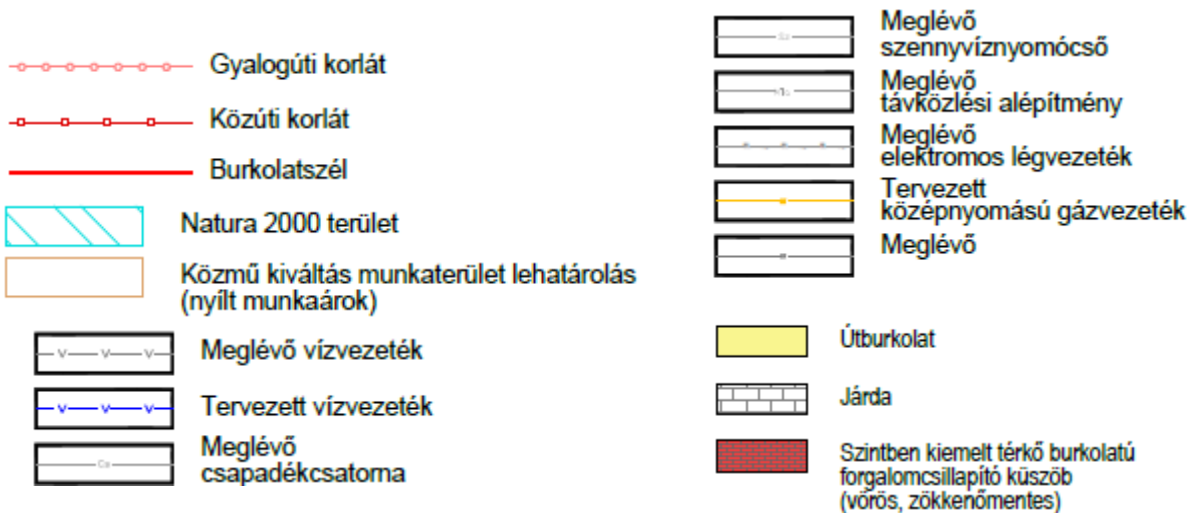 Gyalogúti korlát
Közúti korlát
Burkolatszél
Natura 2000 terület
Közmű kiváltás munkaterület lehatárolás
(nyílt munkaárok)
v v v
Meglévő vízvezeték
v v v
Tervezett vízvezeték
Meglévő
csapadékcsatorna
Meglévő
szennyvíznyomócső
Meglévő
távközlési alépítmény
Meglévő
elektromos légvezeték
Tervezett
középnyomású gázvezeték
Meglévő
Útburkolat
Járda
Szintben kiemelt térkő burkolatú
forgalomcsillapító küszöb
(vörös, zökkenőmentes)